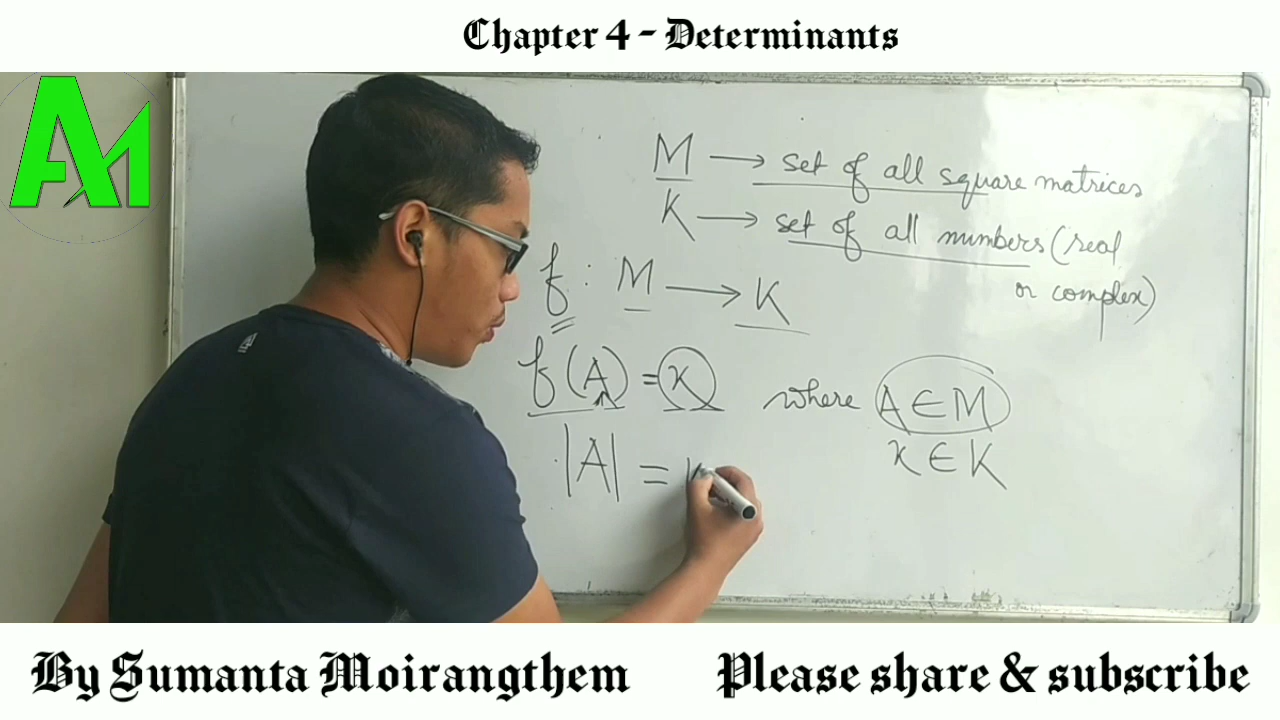 Chapter 4 - Determinants
AM
M → set of all square matrices
K → set of all numbers (real
or complex)
f : M → K
f(A) = k where A ∈ M
k ∈ K
|A| =
By Sumanta Moirangthem
Please share & subscribe